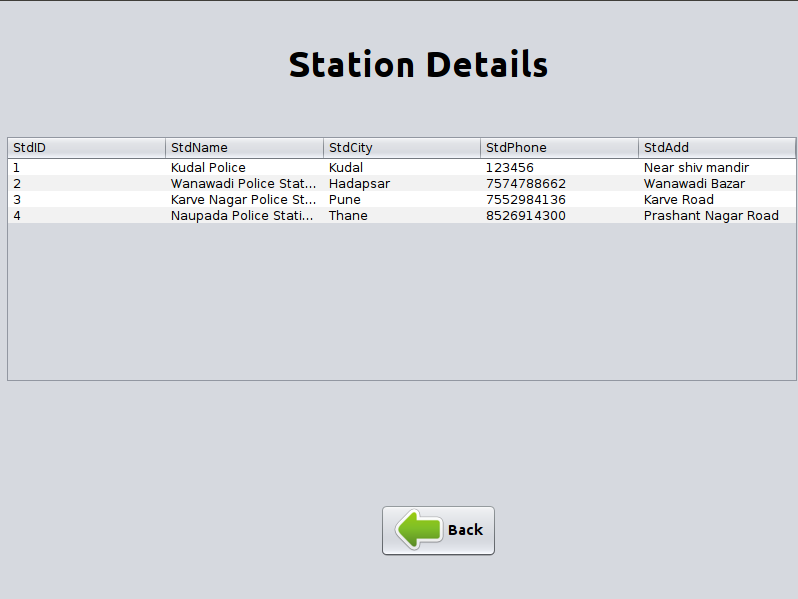 Station Details
StdID StdName StdCity StdPhone StdAdd
1 Kudal Police Kudal 123456 Near shiv mandir
2 Wanawadi Police Stat... Hadapsar 7574788662 Wanawadi Bazar
3 Karve Nagar Police St... Pune 7552984136 Karve Road
4 Naupada Police Stati... Thane 8526914300 Prashant Nagar Road
Back